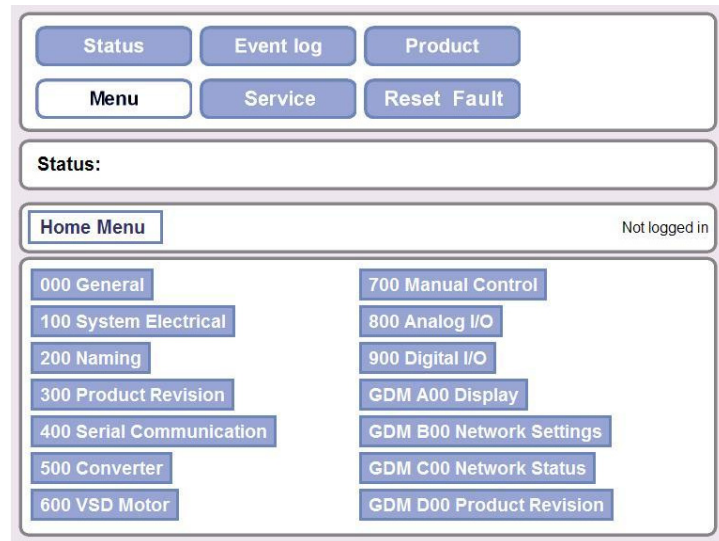 Status Event log Product
Menu Service Reset Fault
Status:
Home Menu Not logged in
000 General
100 System Electrical
200 Naming
300 Product Revision
400 Serial Communication
500 Converter
600 VSD Motor
700 Manual Control
800 Analog I/O
900 Digital I/O
GDM A00 Display
GDM B00 Network Settings
GDM C00 Network Status
GDM D00 Product Revision